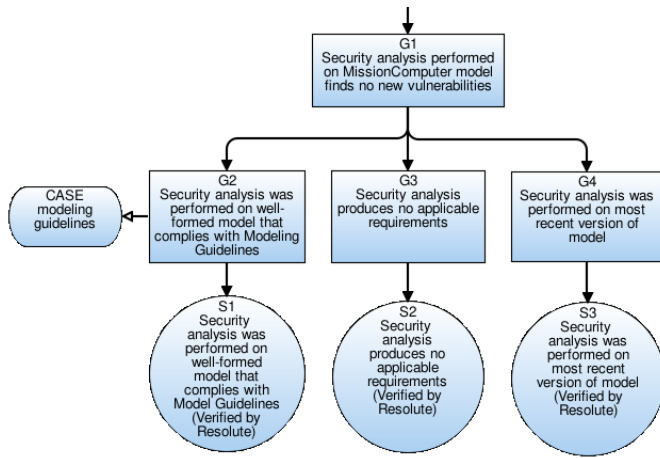 G1
Security analysis performed
on MissionComputer model
finds no new vulnerabilities
CASE
modeling
guidelines
G2
Security analysis was
performed on well-
formed model that
complies with Modeling
Guidelines
G3
Security analysis
produces no applicable
requirements
G4
Security analysis was
performed on most
recent version of
model
S1
Security
analysis was
performed on
well-formed
model that
complies with
Model Guidelines
(Verified by
Resolute)
S2
Security
analysis
produces no
applicable
requirements
(Verified by
Resolute)
S3
Security
analysis was
performed on
most recent
version of model
(Verified by
Resolute)